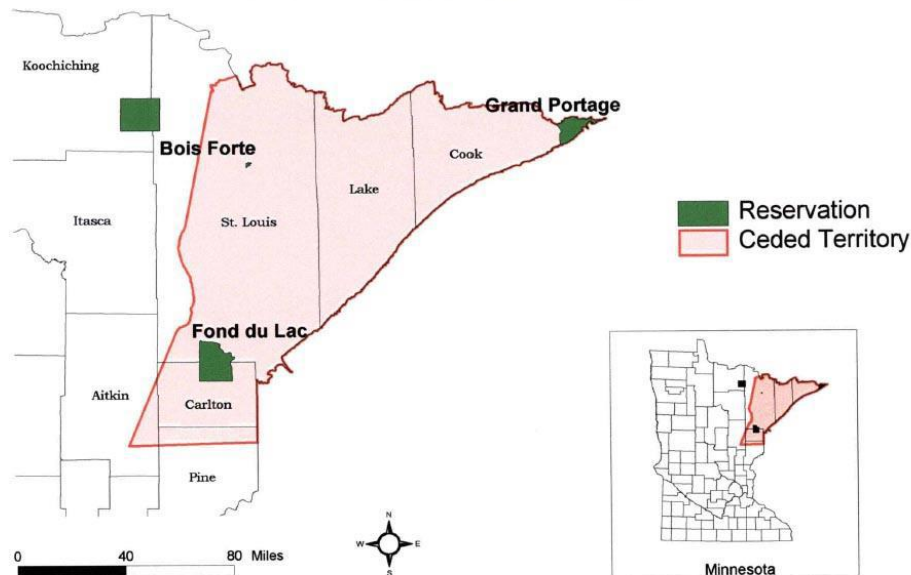 Koochiching
Grand Portage
Bois Forte
Cook
Lake
Itasca
St. Louis
Reservation
Ceded Territory
Fond du Lac
Aitkin
Carlton
Pine
N
W E
S
0 40 80 Miles
Minnesota